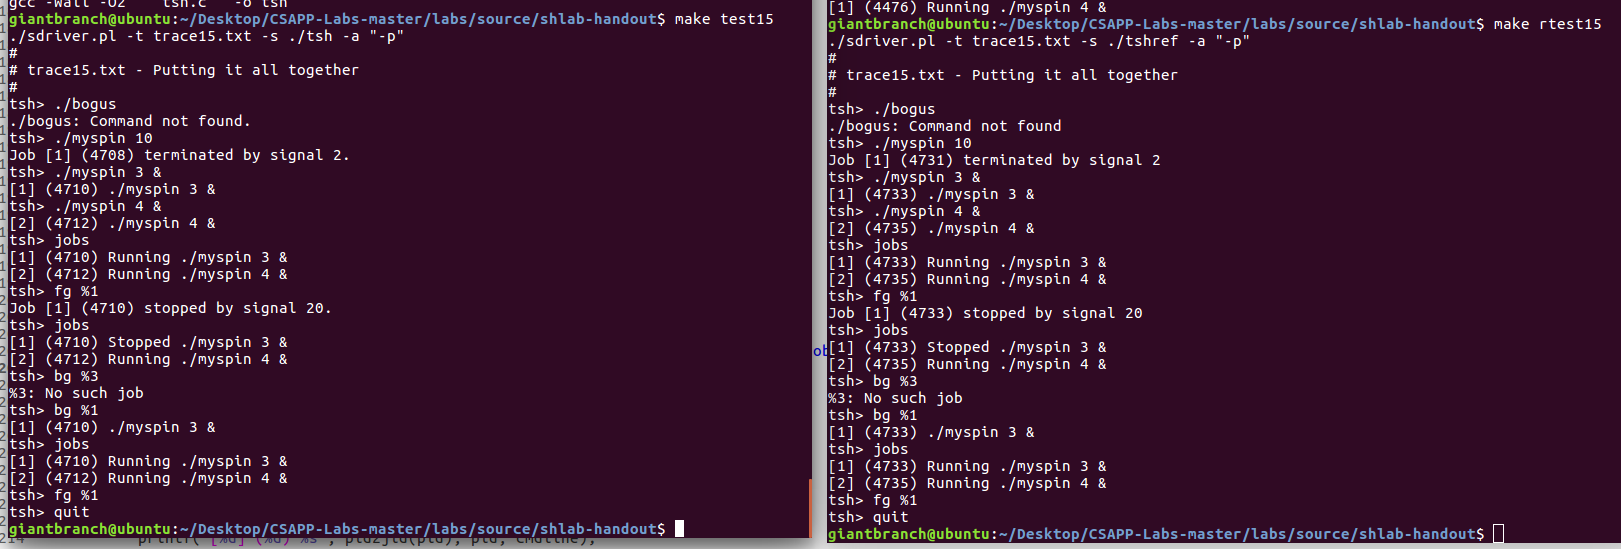 gcc -Wall -O2    tsh.c   -o tsh
giantbranch@ubuntu:~/Desktop/CSAPP-Labs-master/labs/source/shlab-handout$ make test15
./sdriver.pl -t trace15.txt -s ./tsh -a "-p"
#
# trace15.txt - Putting it all together
#
tsh> ./bogus
./bogus: Command not found.
tsh> ./myspin 10
Job [1] (4708) terminated by signal 2.
tsh> ./myspin 3 &
[1] (4710) ./myspin 3 &
tsh> ./myspin 4 &
[2] (4712) ./myspin 4 &
tsh> jobs
[1] (4710) Running ./myspin 3 &
[2] (4712) Running ./myspin 4 &
tsh> fg %1
Job [1] (4710) stopped by signal 20.
tsh> jobs
[1] (4710) Stopped ./myspin 3 &
[2] (4712) Running ./myspin 4 &
tsh> bg %3
%3: No such job
tsh> bg %1
[1] (4710) ./myspin 3 &
tsh> jobs
[1] (4710) Running ./myspin 3 &
[2] (4712) Running ./myspin 4 &
tsh> fg %1
tsh> quit
giantbranch@ubuntu:~/Desktop/CSAPP-Labs-master/labs/source/shlab-handout$
[1] (4476) ./myspin 4 &
giantbranch@ubuntu:~/Desktop/CSAPP-Labs-master/labs/source/shlab-handout$ make rtest15
./sdriver.pl -t trace15.txt -s ./tshref -a "-p"
#
# trace15.txt - Putting it all together
#
tsh> ./bogus
./bogus: Command not found
tsh> ./myspin 10
Job [1] (4731) terminated by signal 2
tsh> ./myspin 3 &
[1] (4733) ./myspin 3 &
tsh> ./myspin 4 &
[2] (4735) ./myspin 4 &
tsh> jobs
[1] (4733) Running ./myspin 3 &
[2] (4735) Running ./myspin 4 &
tsh> fg %1
Job [1] (4733) stopped by signal 20
tsh> jobs
[1] (4733) Stopped ./myspin 3 &
[2] (4735) Running ./myspin 4 &
tsh> bg %3
%3: No such job
tsh> bg %1
[1] (4733) ./myspin 3 &
tsh> jobs
[1] (4733) Running ./myspin 3 &
[2] (4735) Running ./myspin 4 &
tsh> fg %1
tsh> quit
giantbranch@ubuntu:~/Desktop/CSAPP-Labs-master/labs/source/shlab-handout$